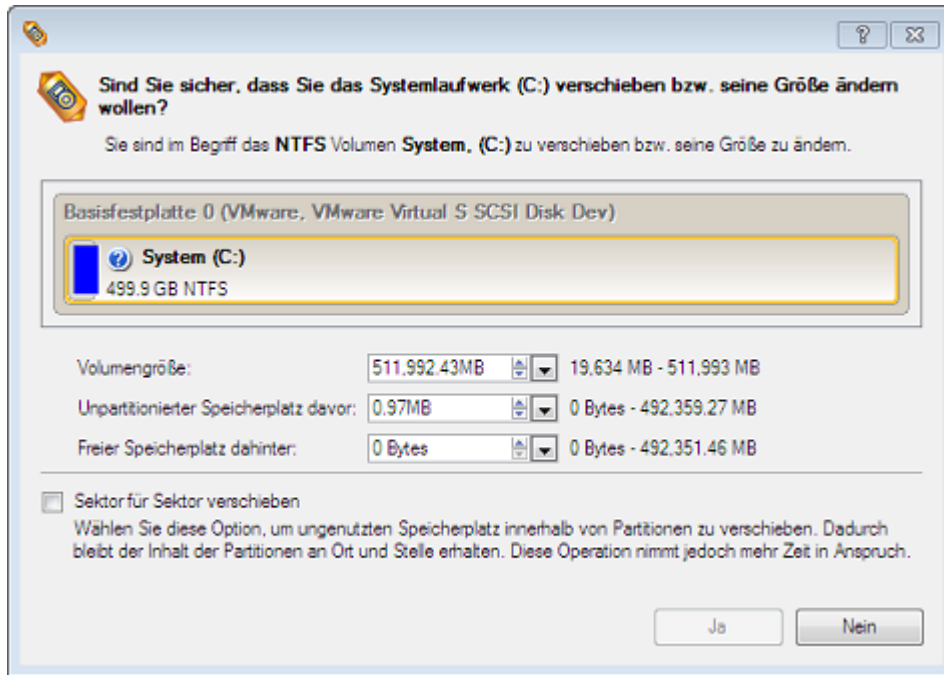 Sind Sie sicher, dass Sie das Systemlaufwerk (C:) verschieben bzw. seine Größe ändern
wollen?
Sie sind im Begriff das NTFS Volumen System, (C:) zu verschieben bzw. seine Größe zu ändern.
Basisfestplatte 0 (VMware, VMware Virtual S SCSI Disk Dev)
System (C:)
499.9 GB NTFS
Volumengröße: 511,992.43MB 19,634 MB - 511,993 MB
Unpartitionierter Speicherplatz davor: 0.97MB 0 Bytes - 492,359.27 MB
Freier Speicherplatz dahinter: 0 Bytes 0 Bytes - 492,351.46 MB
Sektor für Sektor verschieben
Wählen Sie diese Option, um ungenutzten Speicherplatz innerhalb von Partitionen zu verschieben. Dadurch
bleibt der Inhalt der Partitionen an Ort und Stelle erhalten. Diese Operation nimmt jedoch mehr Zeit in Anspruch.
Ja Nein